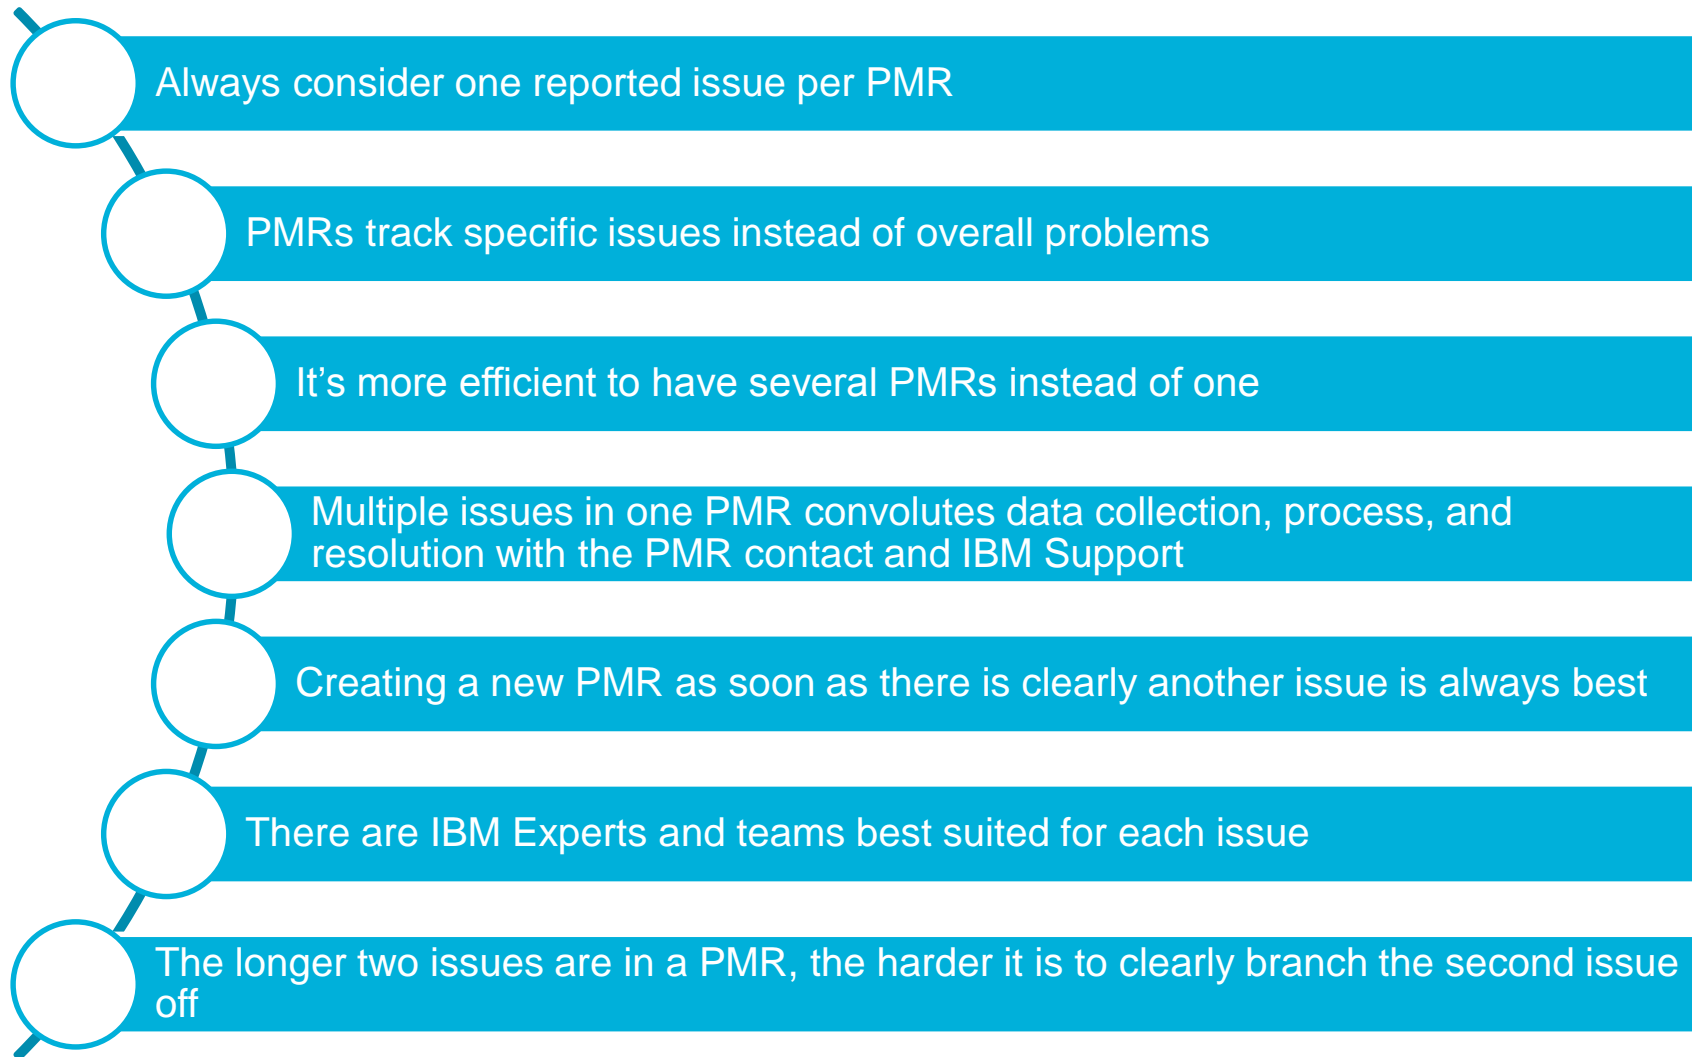 Always consider one reported issue per PMR
PMRs track specific issues instead of overall problems
It’s more efficient to have several PMRs instead of one
Multiple issues in one PMR convolutes data collection, process, and
resolution with the PMR contact and IBM Support
Creating a new PMR as soon as there is clearly another issue is always best
There are IBM Experts and teams best suited for each issue
The longer two issues are in a PMR, the harder it is to clearly branch the second issue
off